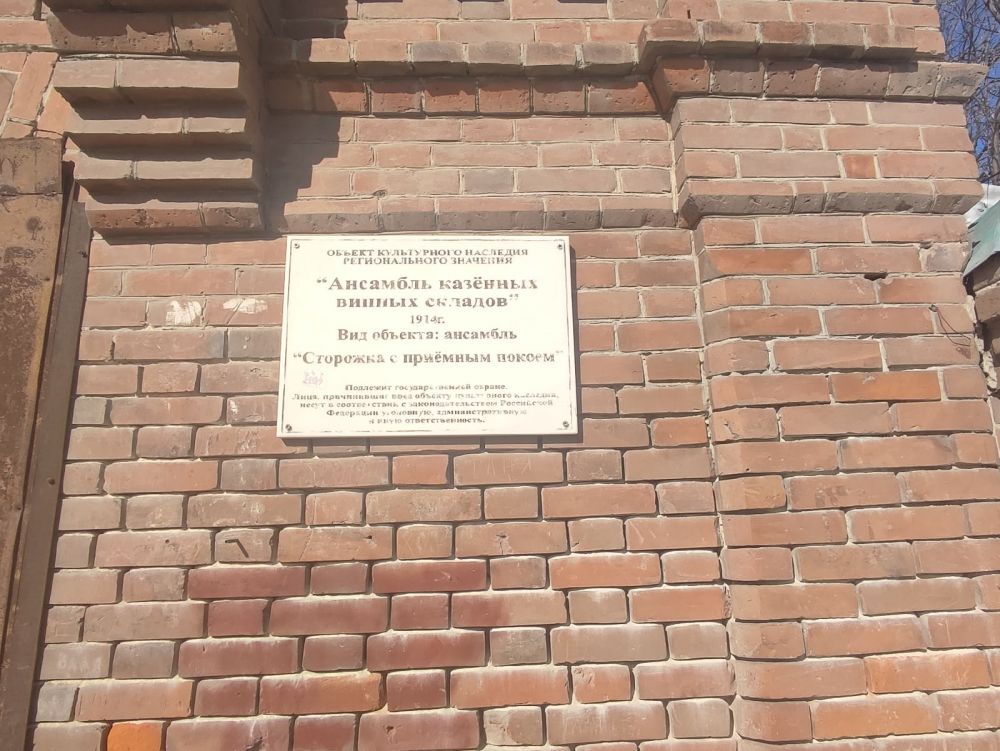 ОБЪЕКТ КУЛЬТУРНОГО НАСЛЕДИЯ
РЕГИОНАЛЬНОГО ЗНАЧЕНИЯ
“Ансамбль казённых
винных складов”
1914г.
Вид объекта: ансамбль
“Сторожка с приёмным покоем”
Подлежит государственной охране.
Лица, причинившие вред объекту культурного наследия,
несут в соответствии с законодательством Российской
Федерации уголовную, административную
и иную ответственность.